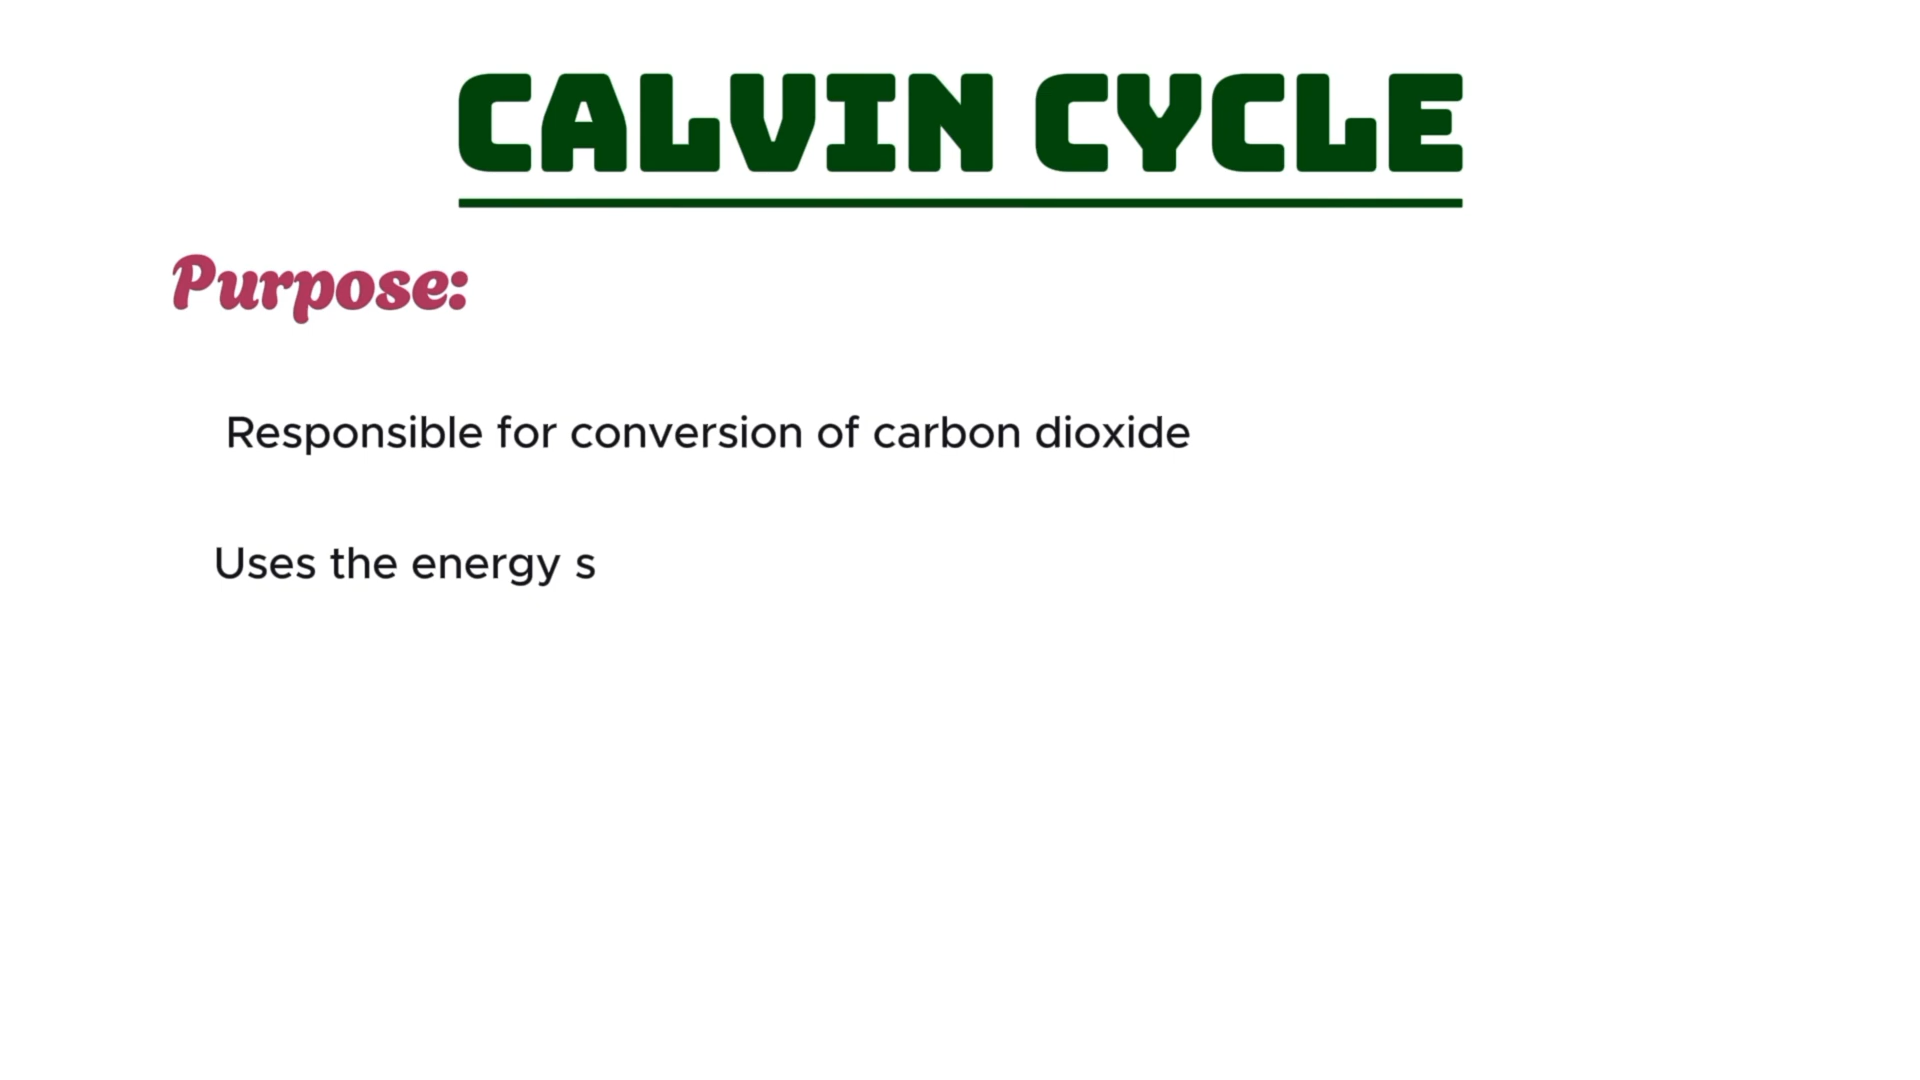 CALVIN CYCLE
Purpose:
Responsible for conversion of carbon dioxide
Uses the energy s